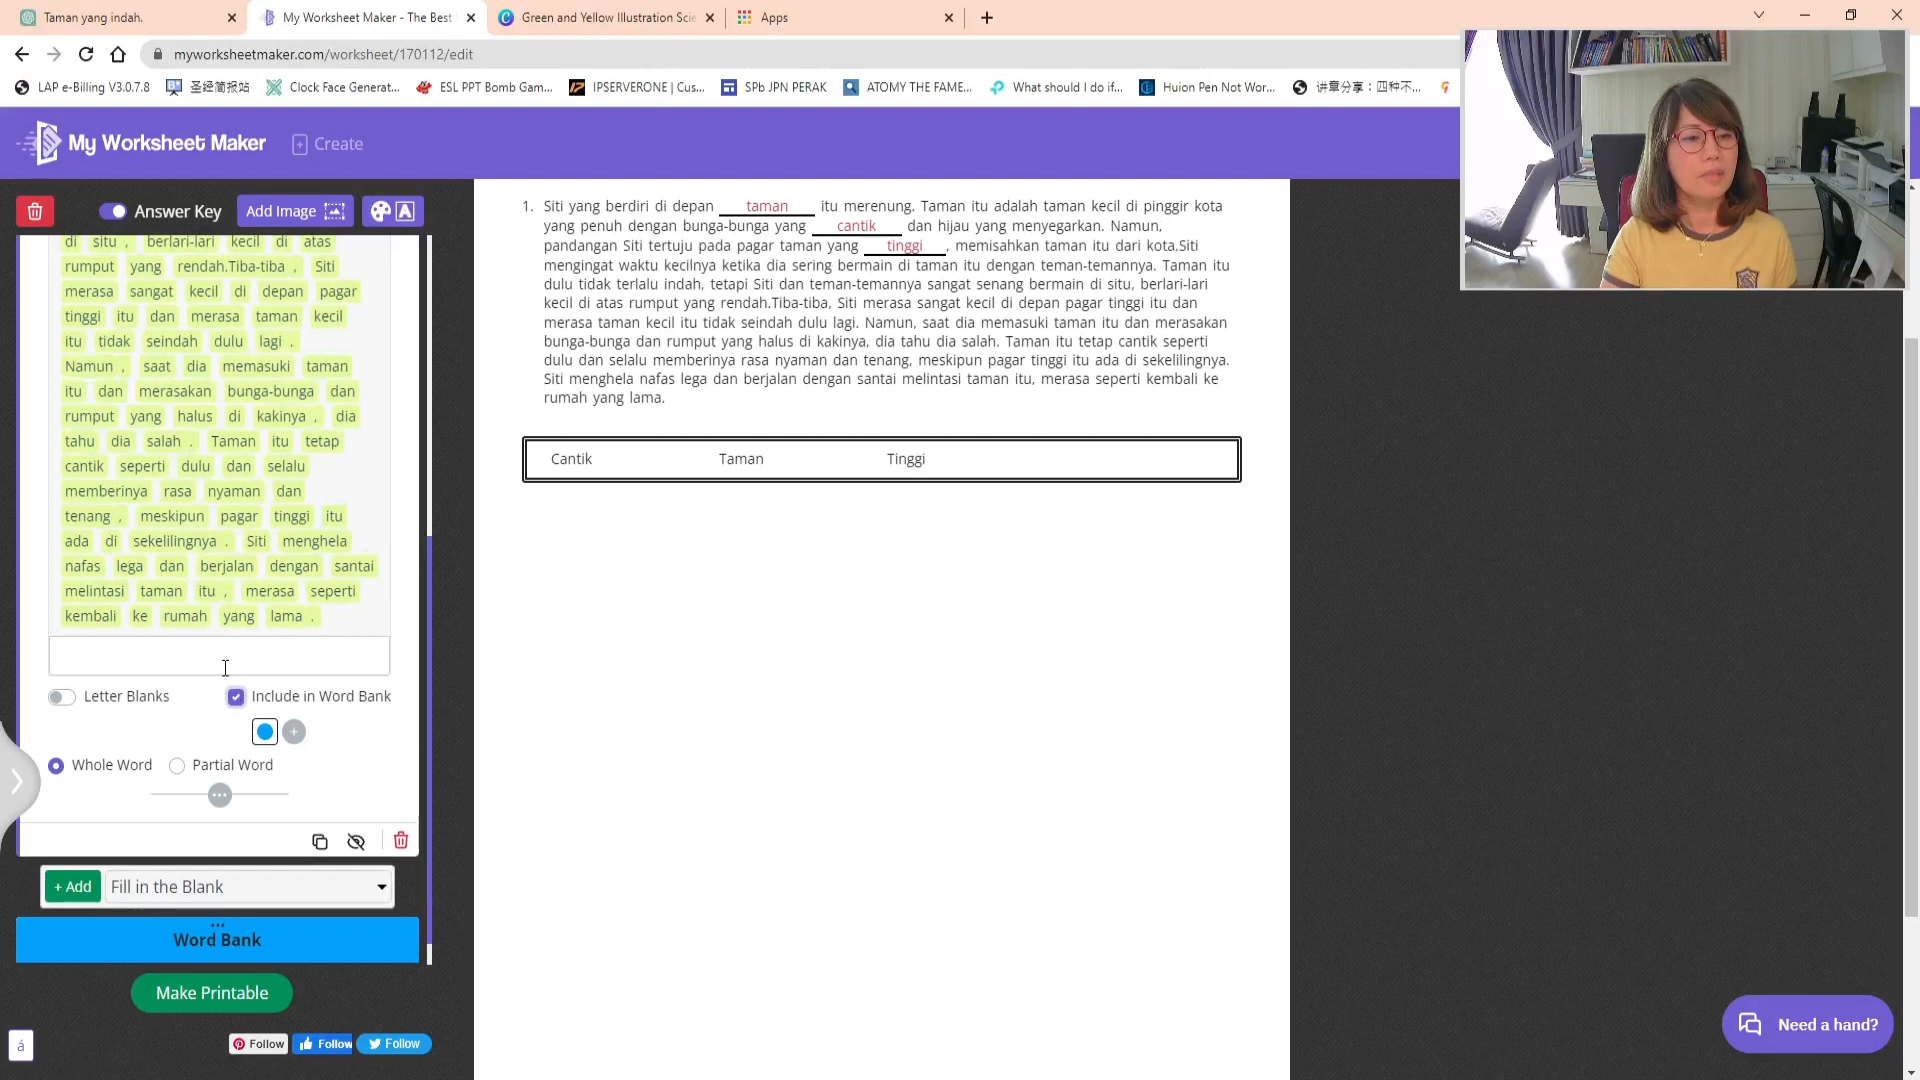 Taman yang indah.
My Worksheet Maker - The Best
Green and Yellow Illustration Scie
Apps
myworksheetmaker.com/worksheet/170112/edit
LAP e-Billing V3.0.7.8
圣经简报站
Clock Face Generat...
ESL PPT Bomb Gam...
IPSERVERONE | Cus...
SPb JPN PERAK
ATOMY THE FAME...
What should I do if...
Huion Pen Not Wor...
讲章分享：四种不...
My Worksheet Maker
Create
Answer Key
Add Image
A
di situ , berlari-lari kecil di atas
rumput yang rendah.Tiba-tiba , Siti
merasa sangat kecil di depan pagar
tinggi itu dan merasa taman kecil
itu tidak seindah dulu lagi .
Namun , saat dia memasuki taman
itu dan merasakan bunga-bunga dan
rumput yang halus di kakinya , dia
tahu dia salah . Taman itu tetap
cantik seperti dulu dan selalu
memberinya rasa nyaman dan
tenang , meskipun pagar tinggi itu
ada di sekelilingnya . Siti menghela
nafas lega dan berjalan dengan santai
melintasi taman itu , merasa seperti
kembali ke rumah yang lama .
Letter Blanks
Include in Word Bank
Whole Word
Partial Word
+ Add
Fill in the Blank
Word Bank
Make Printable
á
Follow
Follow
Follow
1. Siti yang berdiri di depan taman itu merenung. Taman itu adalah taman kecil di pinggir kota
yang penuh dengan bunga-bunga yang cantik dan hijau yang menyegarkan. Namun,
pandangan Siti tertuju pada pagar taman yang tinggi, memisahkan taman itu dari kota.Siti
mengingat waktu kecilnya ketika dia sering bermain di taman itu dengan teman-temannya. Taman itu
dulu tidak terlalu indah, tetapi Siti dan teman-temannya sangat senang bermain di situ, berlari-lari
kecil di atas rumput yang rendah.Tiba-tiba, Siti merasa sangat kecil di depan pagar tinggi itu dan
merasa taman kecil itu tidak seindah dulu lagi. Namun, saat dia memasuki taman itu dan merasakan
bunga-bunga dan rumput yang halus di kakinya, dia tahu dia salah. Taman itu tetap cantik seperti
dulu dan selalu memberinya rasa nyaman dan tenang, meskipun pagar tinggi itu ada di sekelilingnya.
Siti menghela nafas lega dan berjalan dengan santai melintasi taman itu, merasa seperti kembali ke
rumah yang lama.
Cantik Taman Tinggi
Need a hand?